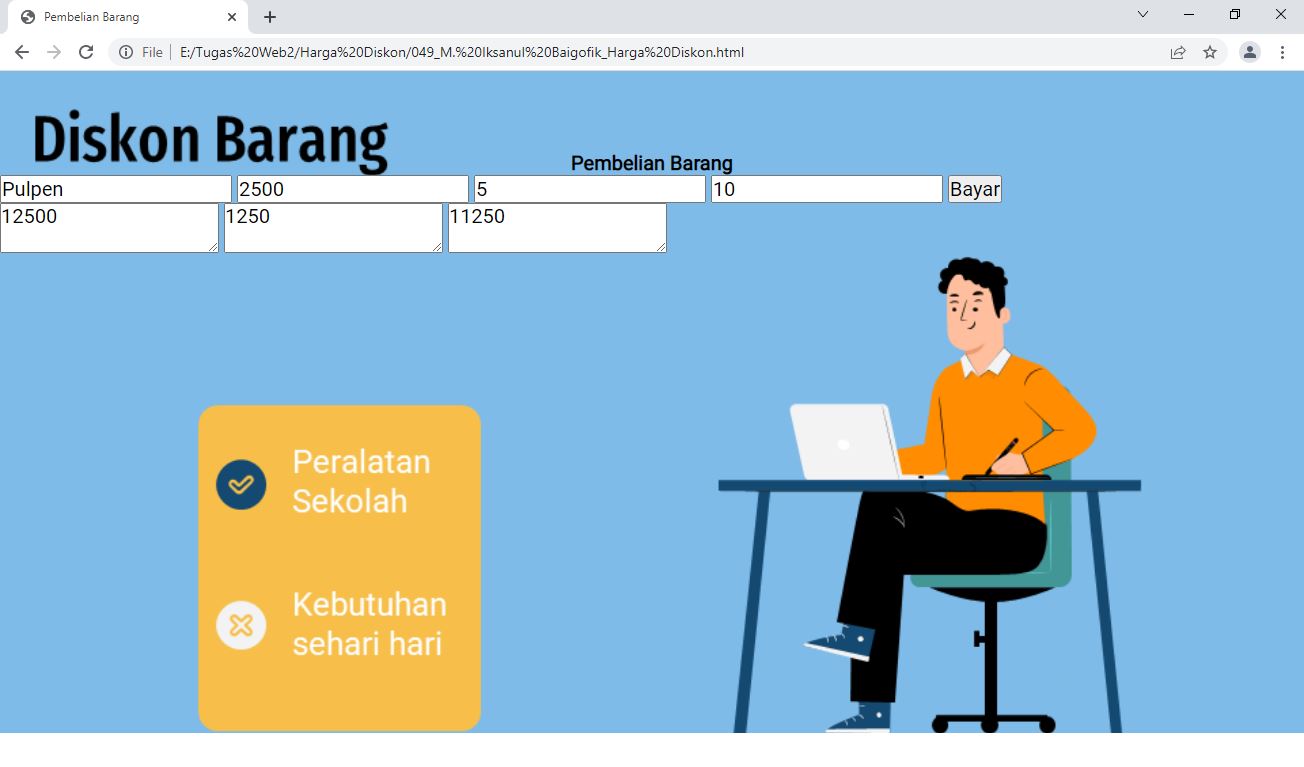 Pembelian Barang
File
E:/Tugas%20Web2/Harga%20Diskon/049_M.%20Iksanul%20Baigofik_Harga%20Diskon.html
Diskon Barang
Pembelian Barang
Pulpen 2500 5 10 Bayar
12500 1250 11250
Peralatan
Sekolah
Kebutuhan
sehari hari